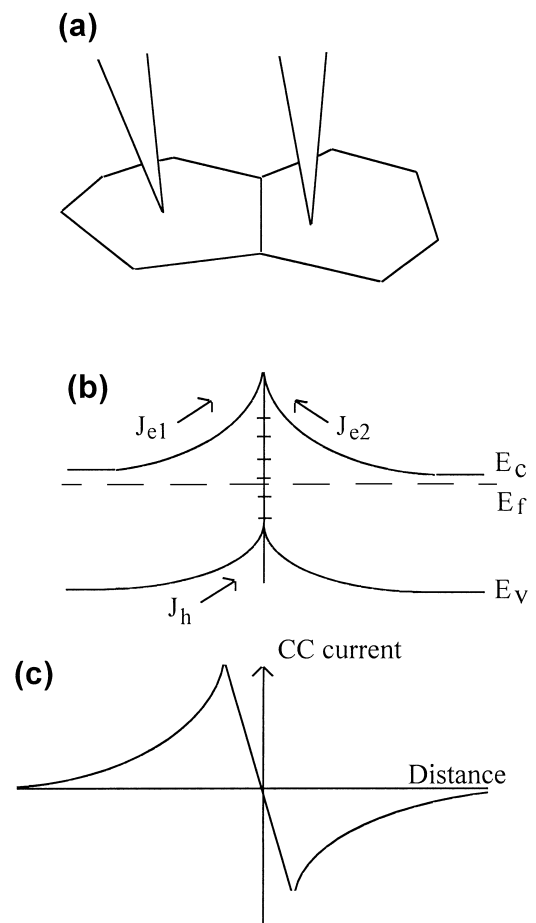 (a)
(b)
J_e1
J_e2
E_c
E_f
J_h
E_v
CC current
(c)
Distance